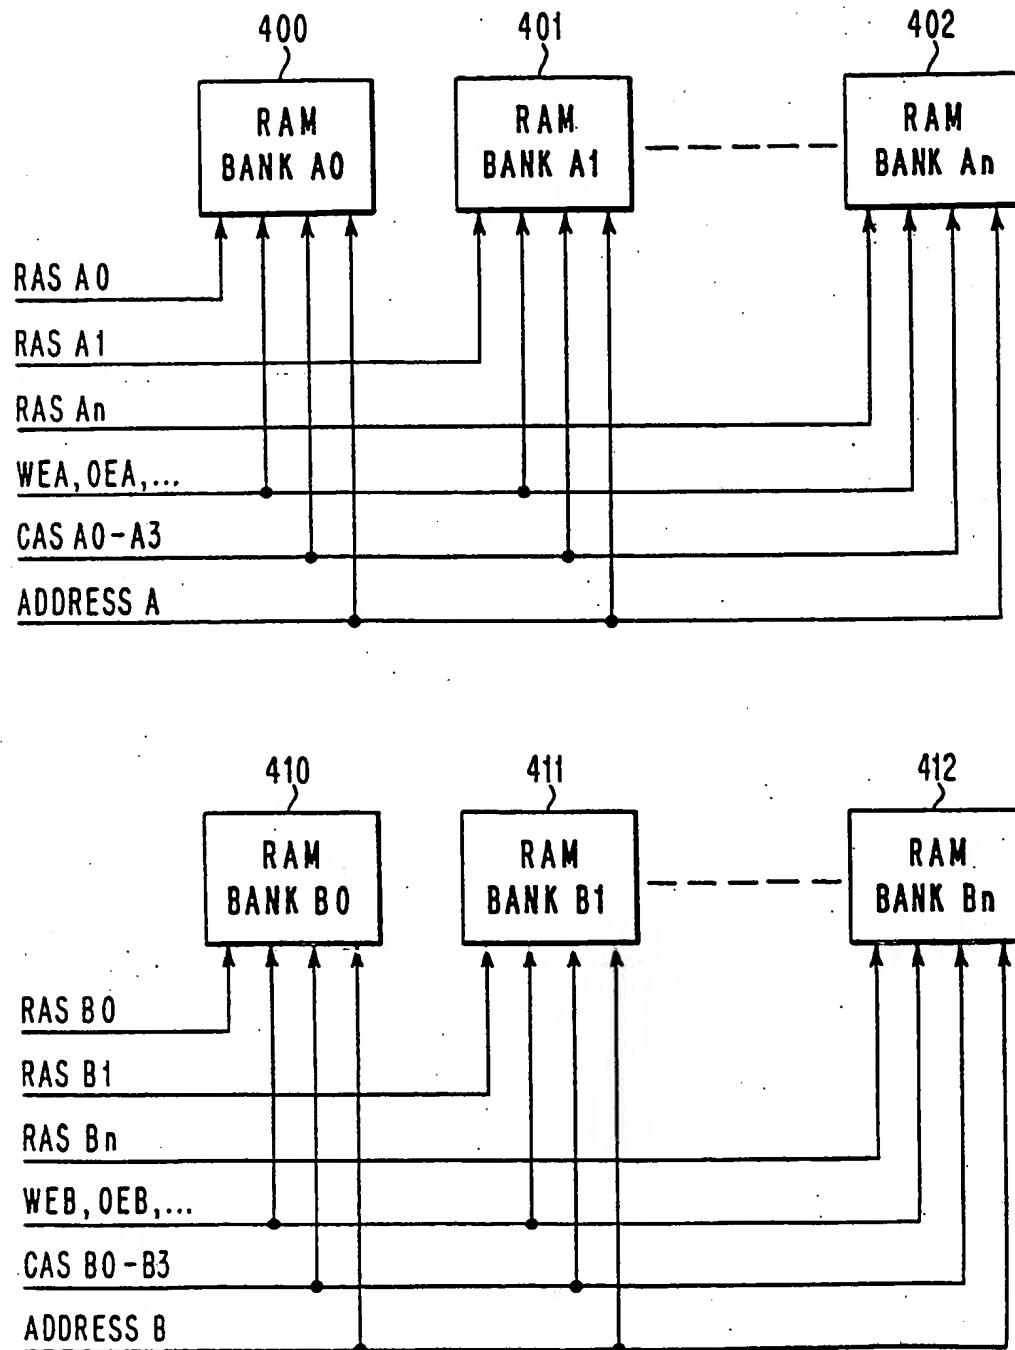 400
401
402
RAM
BANK A0
RAM
BANK A1
RAM
BANK An
RAS A0
RAS A1
RAS An
WEA, OEA,...
CAS A0-A3
ADDRESS A
410
411
412
RAM
BANK B0
RAM
BANK B1
RAM
BANK Bn
RAS B0
RAS B1
RAS Bn
WEB, OEB,...
CAS B0-B3
ADDRESS B